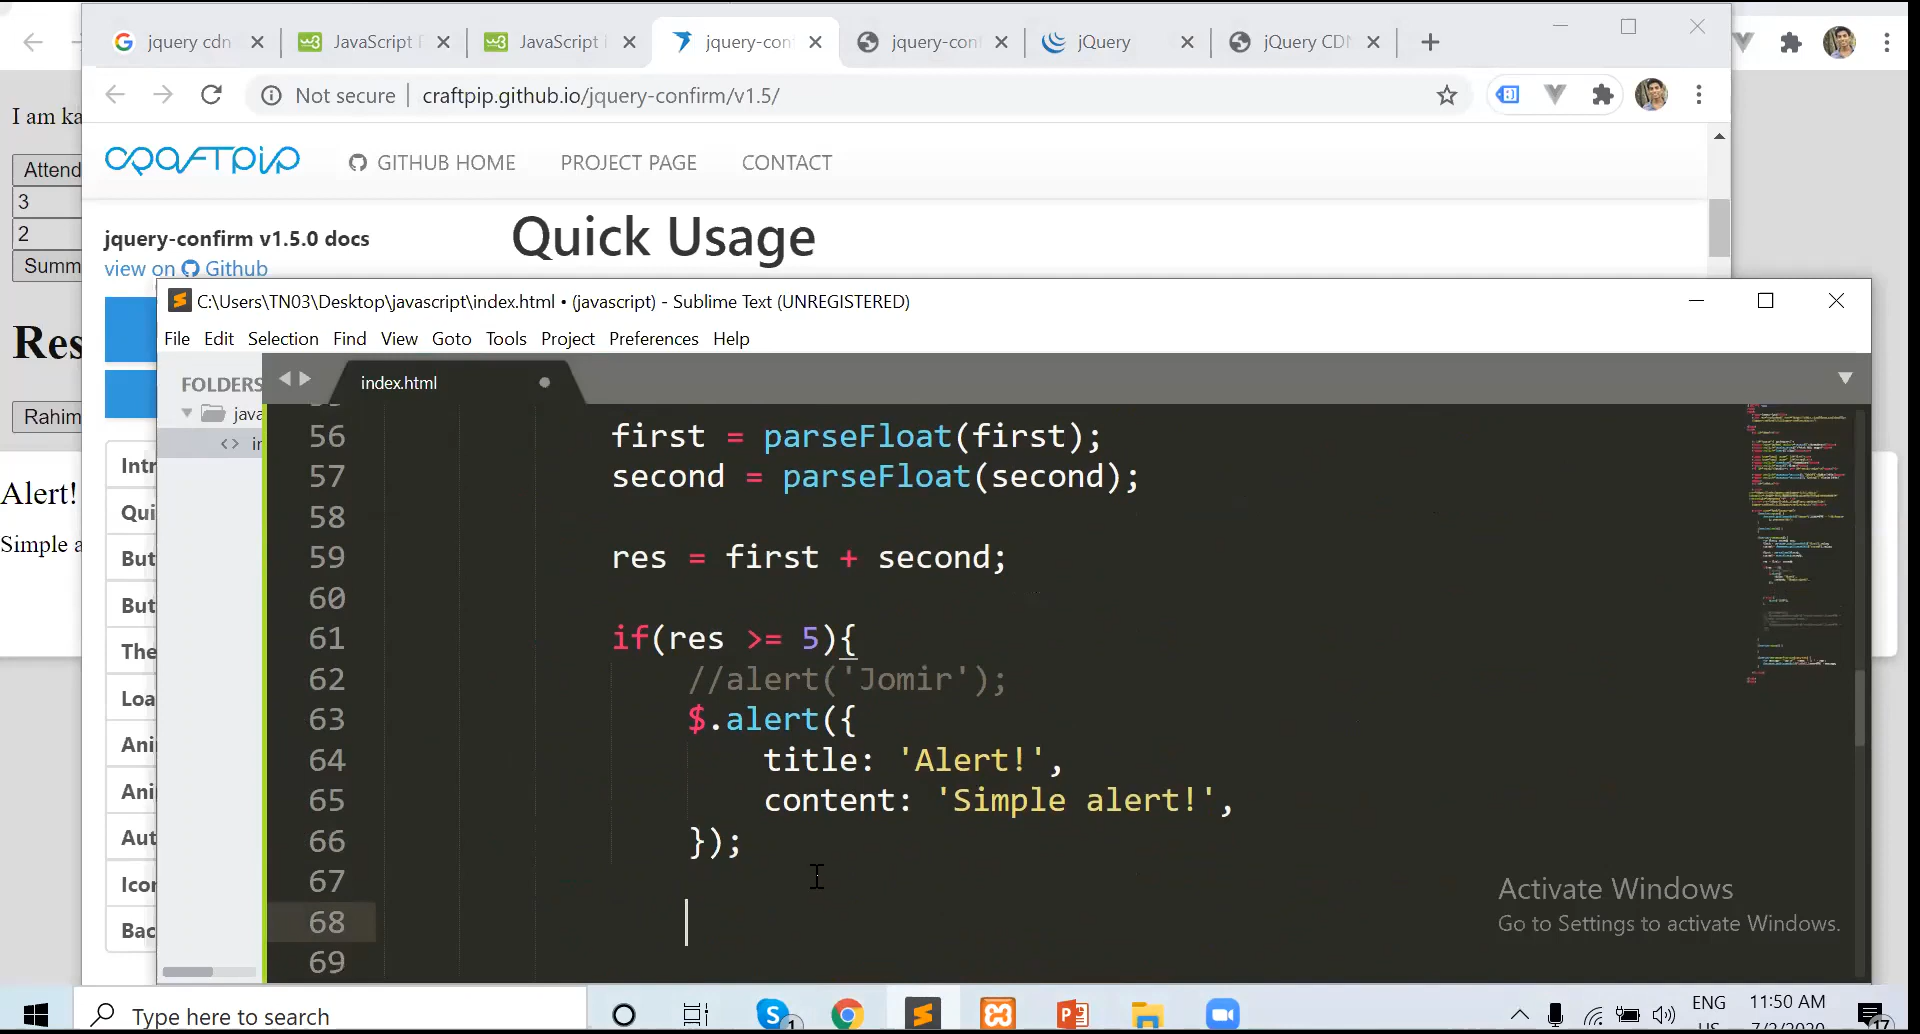 jquery cdn
JavaScript
JavaScript
jquery-con
jquery-con
jQuery
jQuery CDN
Not secure
craftpip.github.io/jquery-confirm/v1.5/
I am ka
Attend
3
2
Summ
Res
Rahim
Alert!
Simple a
craftpip
GITHUB HOME
PROJECT PAGE
CONTACT
jquery-confirm v1.5.0 docs
view on Github
Quick Usage
Intr
Qui
But
But
The
Loa
Ani
Ani
Aut
Icor
Bac
C:\Users\TN03\Desktop\javascript\index.html • (javascript) - Sublime Text (UNREGISTERED)
File Edit Selection Find View Goto Tools Project Preferences Help
FOLDERS
java
in
index.html
56 first = parseFloat(first);
57 second = parseFloat(second);
58
59 res = first + second;
60
61 if(res >= 5){
62 //alert('Jomir');
63 $.alert({
64 title: 'Alert!',
65 content: 'Simple alert!',
66 });
67
68
69
Activate Windows
Go to Settings to activate Windows.
Type here to search
1
ENG
11:50 AM
17